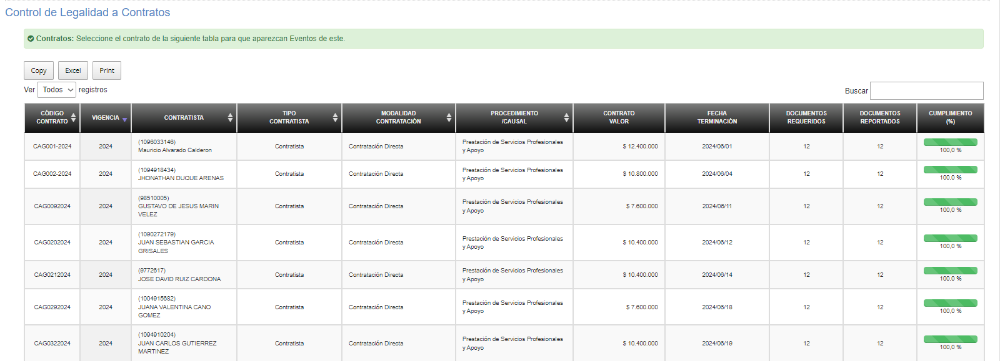 Control de Legalidad a Contratos
Contratos: Seleccione el contrato de la siguiente tabla para que aparezcan Eventos de este.
Copy Excel Print
Ver Todos registros
Buscar
CÓDIGO CONTRATO VIGENCIA CONTRATISTA TIPO CONTRATISTA MODALIDAD CONTRATACIÓN PROCEDIMIENTO /CAUSAL CONTRATO VALOR FECHA TERMINACIÓN DOCUMENTOS REQUERIDOS DOCUMENTOS REPORTADOS CUMPLIMIENTO (%)
CAG001-2024 2024 (1096033146) Mauricio Alvarado Calderon Contratista Contratación Directa Prestación de Servicios Profesionales y Apoyo $ 12.400.000 2024/06/01 12 12 100,0 %
CAG002-2024 2024 (1094918434) JHONATHAN DUQUE ARENAS Contratista Contratación Directa Prestación de Servicios Profesionales y Apoyo $ 10.800.000 2024/06/04 12 12 100,0 %
CAG0092024 2024 (98510005) GUSTAVO DE JESUS MARIN VELEZ Contratista Contratación Directa Prestación de Servicios Profesionales y Apoyo $ 7.600.000 2024/06/11 12 12 100,0 %
CAG0202024 2024 (1090272179) JUAN SEBASTIAN GARCIA GRISALES Contratista Contratación Directa Prestación de Servicios Profesionales y Apoyo $ 10.400.000 2024/06/12 12 12 100,0 %
CAG0212024 2024 (9772617) JOSE DAVID RUIZ CARDONA Contratista Contratación Directa Prestación de Servicios Profesionales y Apoyo $ 10.400.000 2024/06/14 12 12 100,0 %
CAG0292024 2024 (1004915682) JUANA VALENTINA CANO GOMEZ Contratista Contratación Directa Prestación de Servicios Profesionales y Apoyo $ 7.600.000 2024/06/18 12 12 100,0 %
CAG0322024 2024 (1094910204) JUAN CARLOS GUTIERREZ MARTINEZ Contratista Contratación Directa Prestación de Servicios Profesionales y Apoyo $ 10.400.000 2024/06/19 12 12 100,0 %